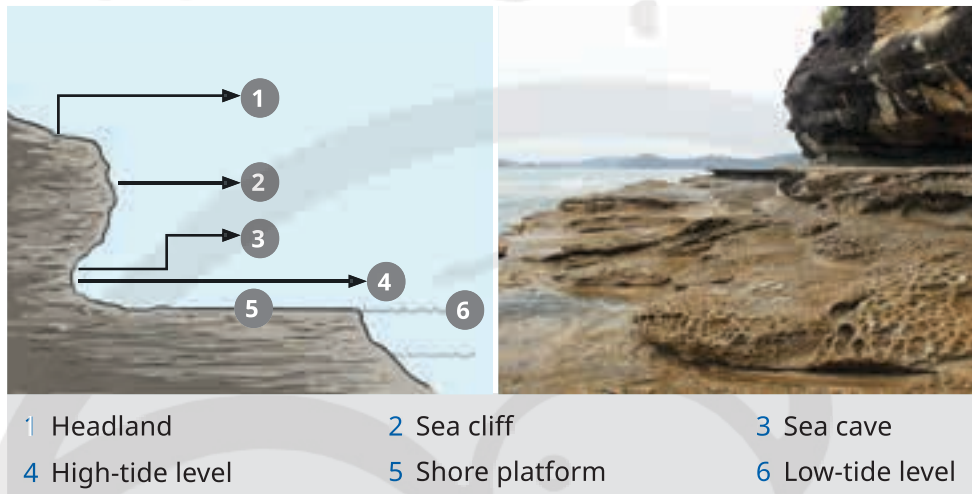 1
2
3
4
5
6
1 Headland
2 Sea cliff
3 Sea cave
4 High-tide level
5 Shore platform
6 Low-tide level